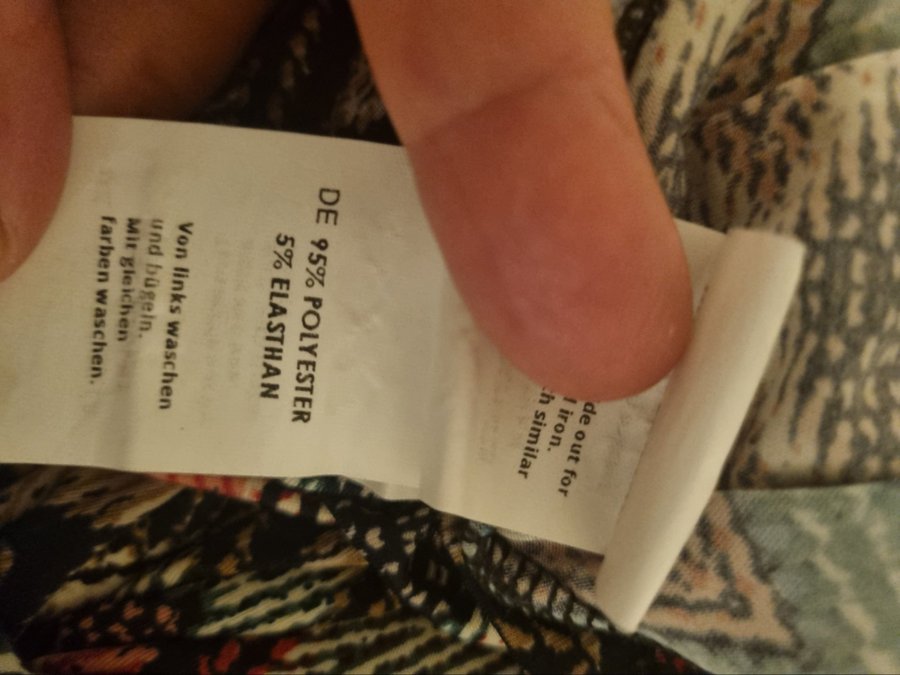 de out for
iron.
h similar
DE 95% POLYESTER
5% ELASTHAN
Von links waschen
und bügeln.
Mit gleichen
farben waschen.